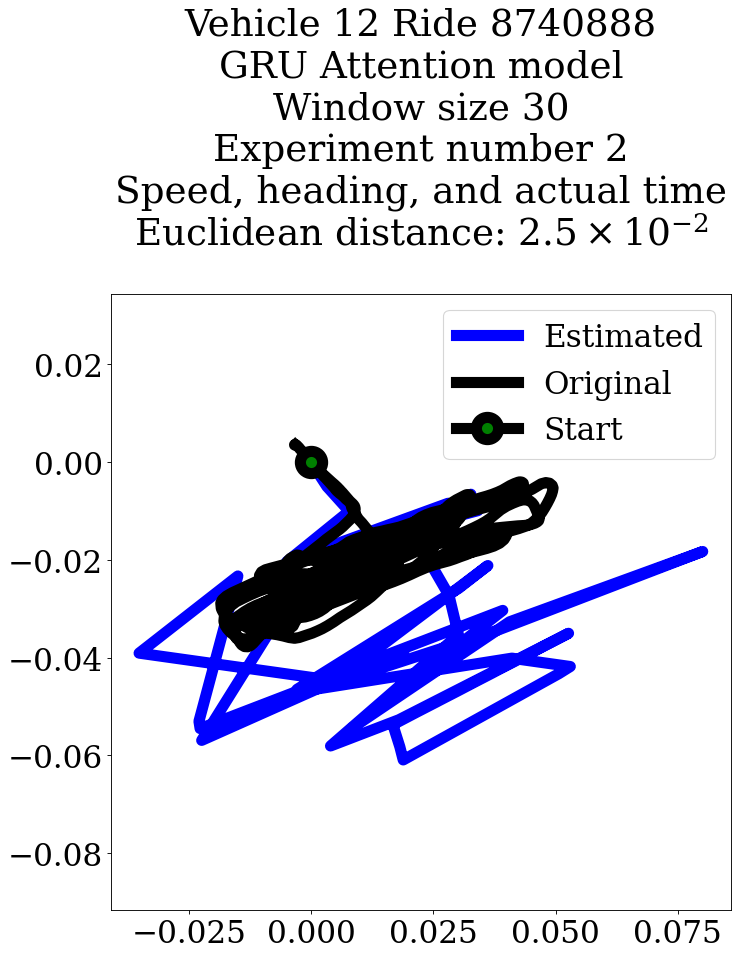 Vehicle 12 Ride 8740888
GRU Attention model
Window size 30
Experiment number 2
Speed, heading, and actual time
Euclidean distance: 2.5 × 10⁻²
Estimated
Original
Start
0.02
0.00
−0.02
−0.04
−0.06
−0.08
−0.025 0.000 0.025 0.050 0.075